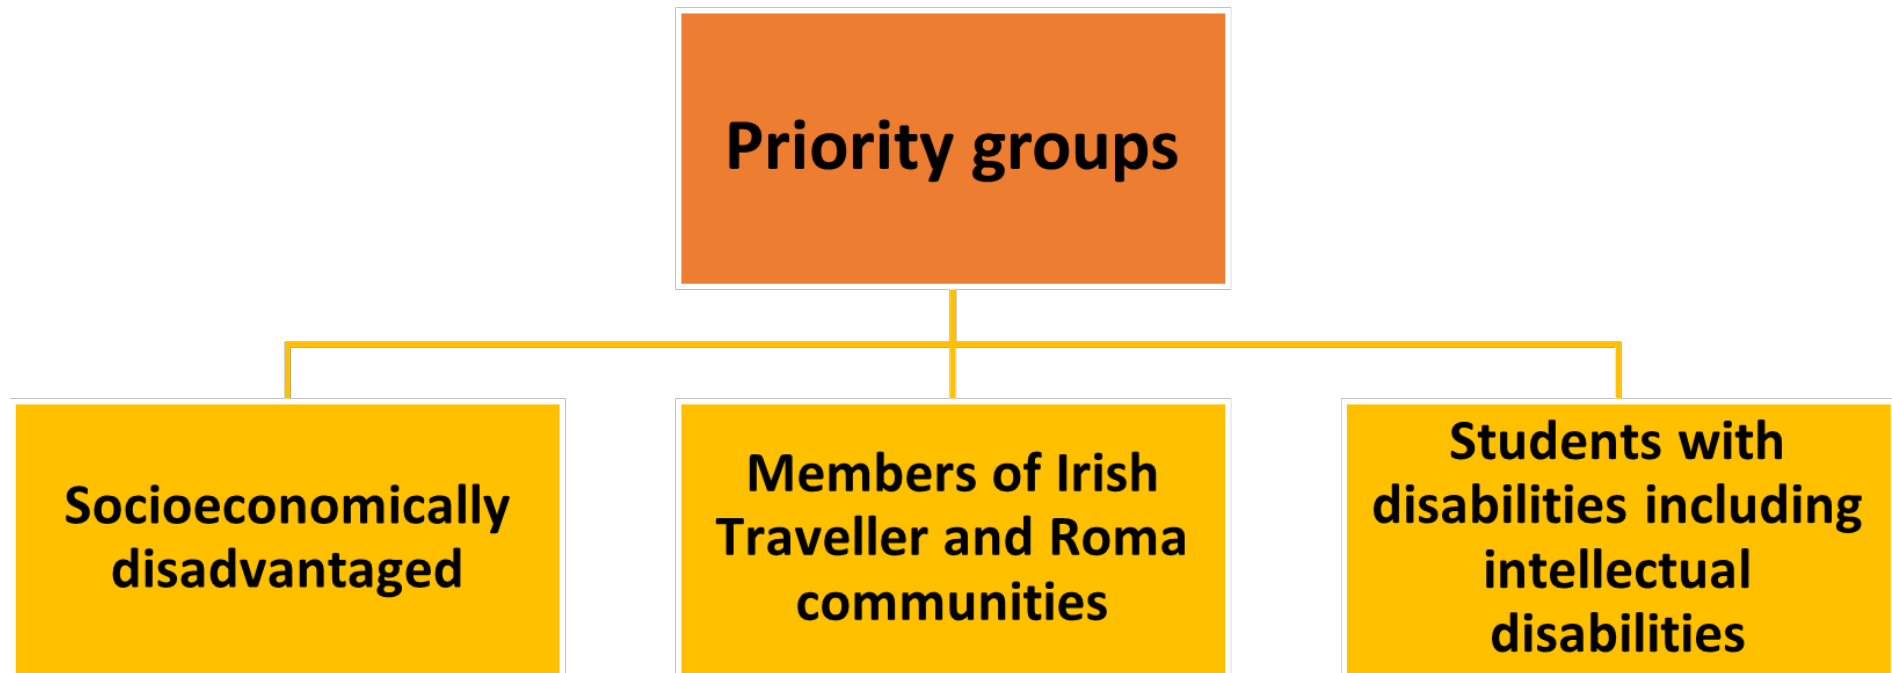 Priority groups
Socioeconomically
disadvantaged
Members of Irish
Traveller and Roma
communities
Students with
disabilities including
intellectual
disabilities